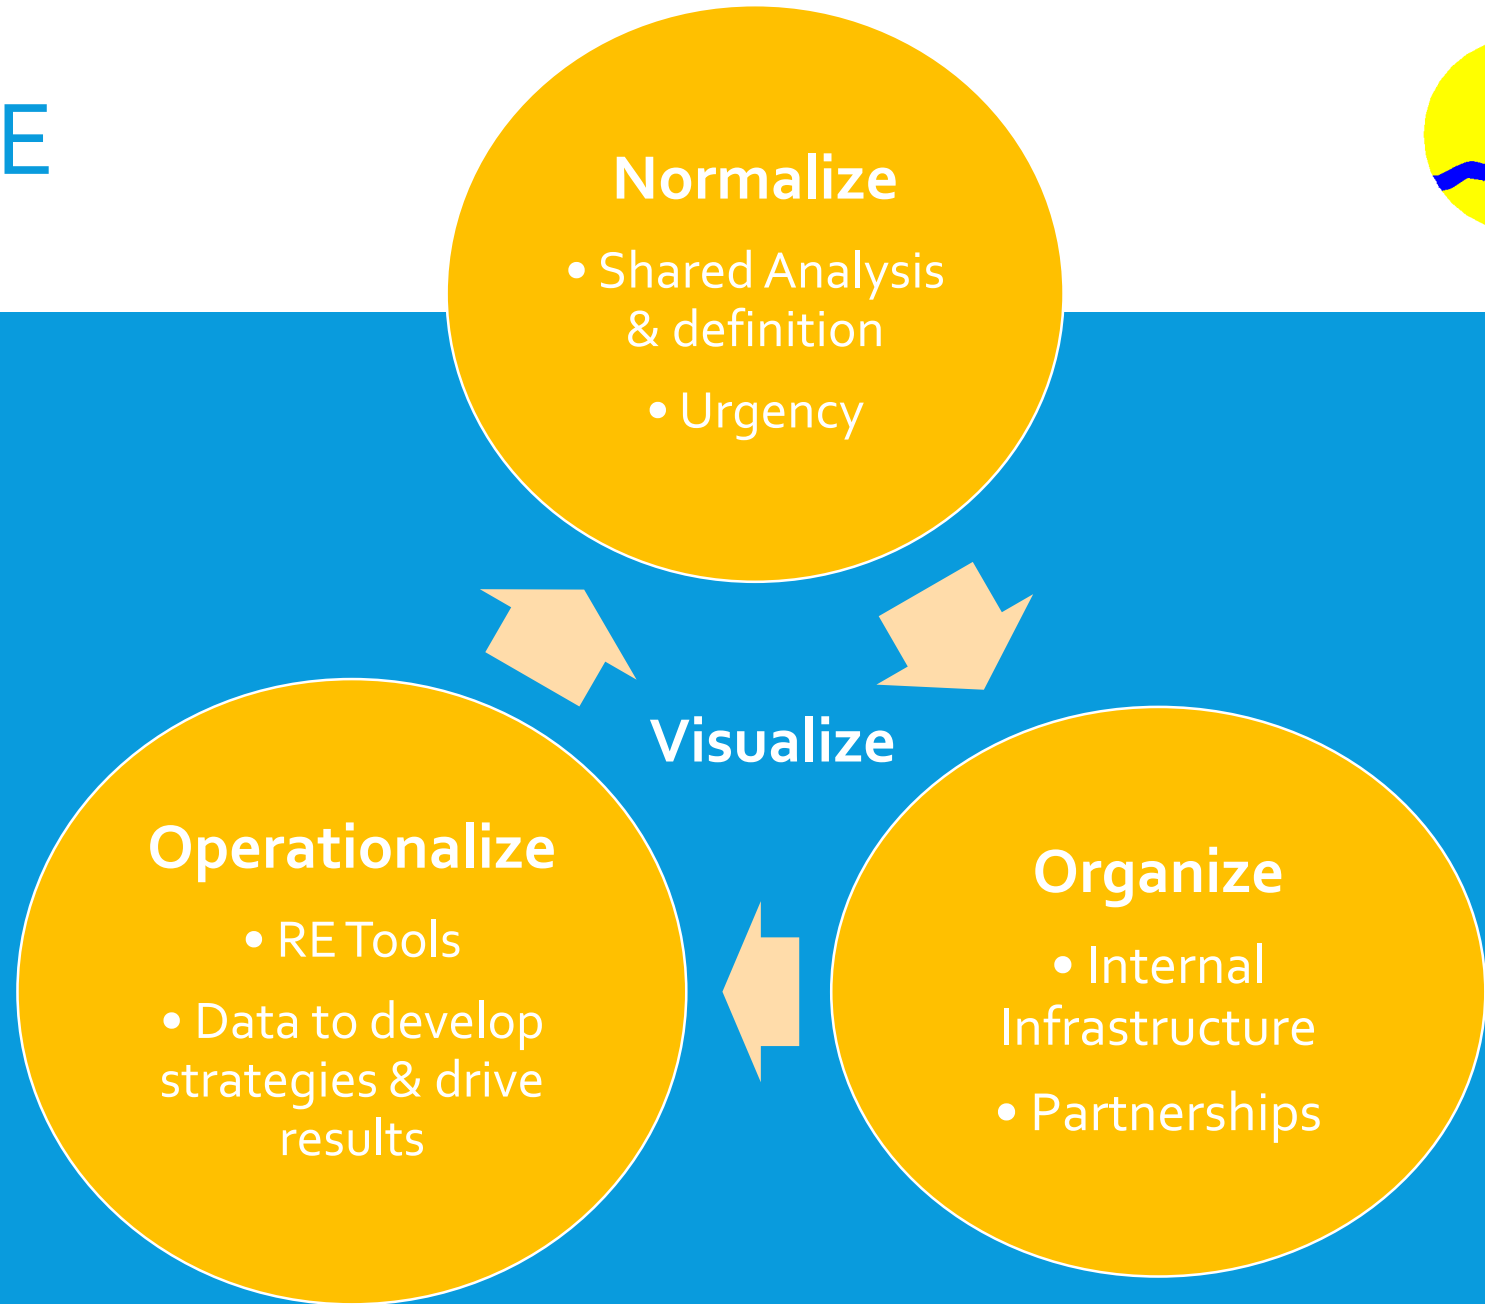 E
Normalize
• Shared Analysis
& definition
• Urgency
Visualize
Operationalize
• RE Tools
• Data to develop
strategies & drive
results
Organize
• Internal
Infrastructure
• Partnerships